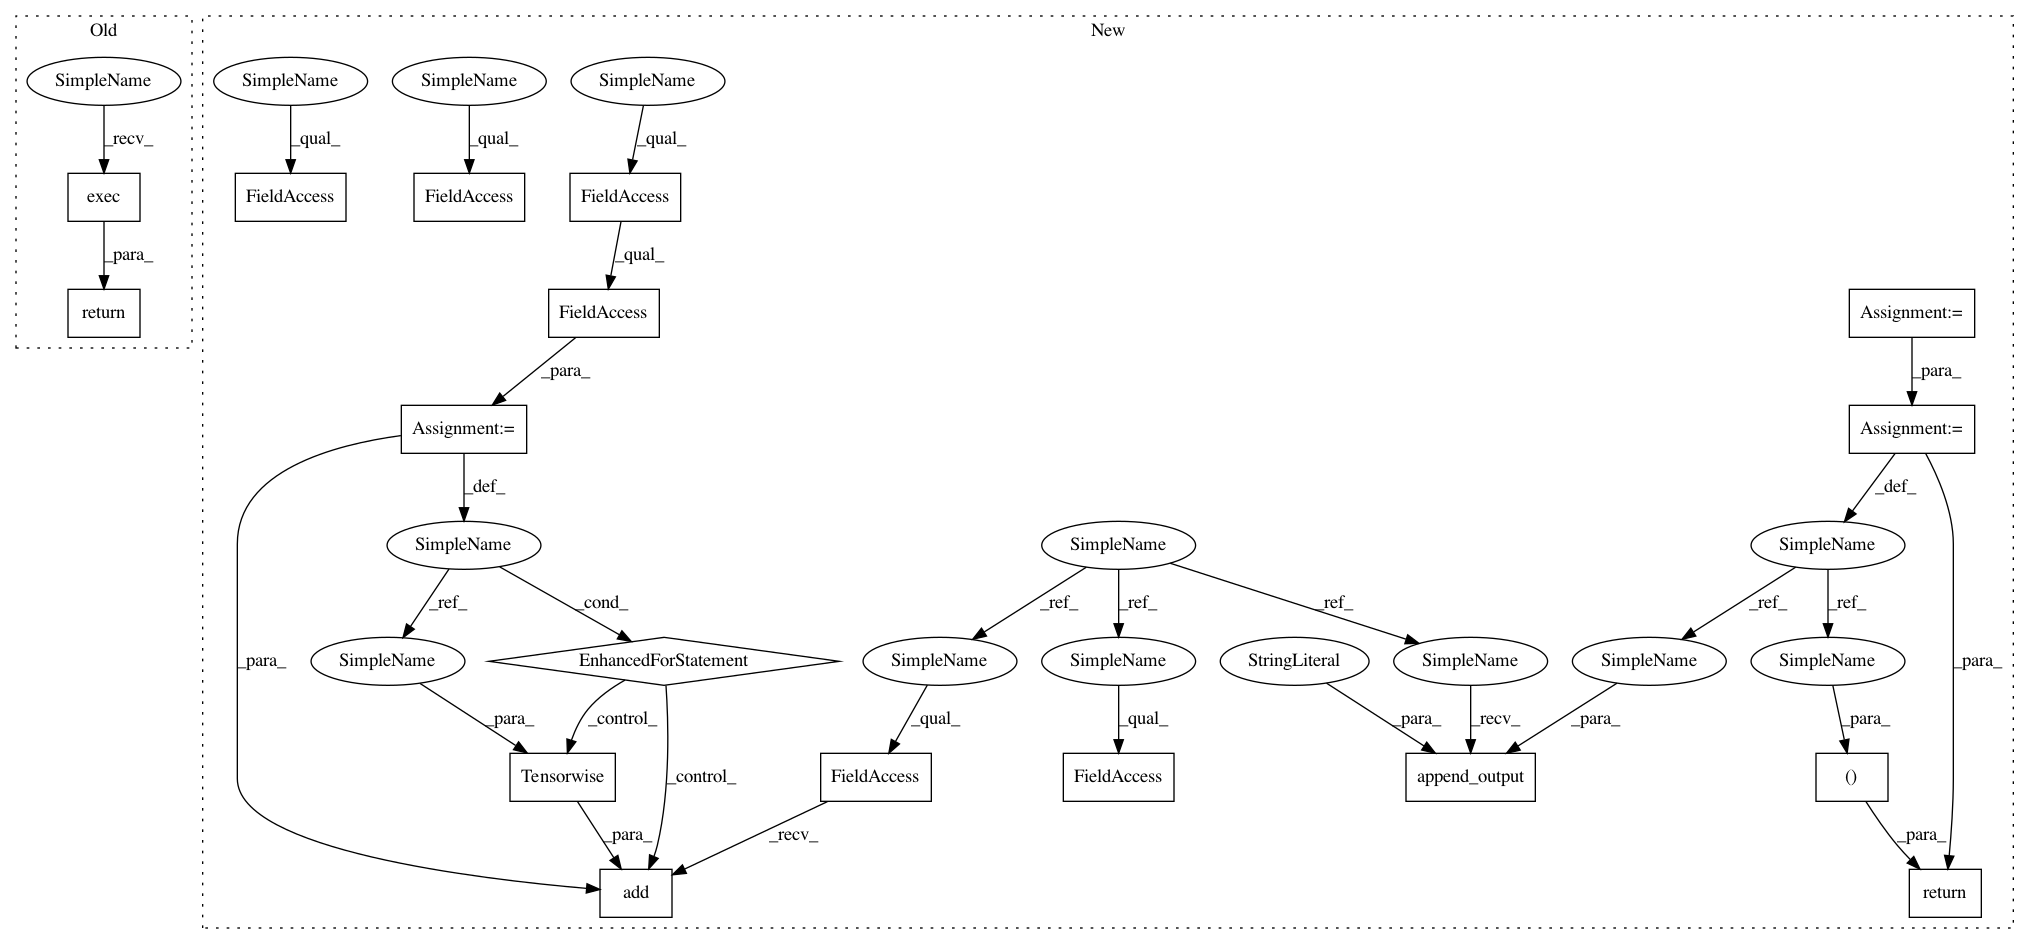 Old
New
SimpleName
SimpleName
SimpleName
SimpleName
_recv_
_qual_
_qual_
_qual_
exec
FieldAccess
FieldAccess
FieldAccess
_para_
_qual_
return
FieldAccess
Assignment:=
_para_
_para_
Assignment:=
Assignment:=
_def_
_def_
SimpleName
SimpleName
SimpleName
_ref_
_cond_
_ref_
_ref_
_ref_
_ref_
_ref_
_para_
SimpleName
EnhancedForStatement
SimpleName
SimpleName
StringLiteral
SimpleName
SimpleName
SimpleName
_para_
_para_
_control_
_qual_
_qual_
_para_
_recv_
_para_
_para_
Tensorwise
_control_
FieldAccess
FieldAccess
append_output
()
_para_
_recv_
_para_
add
return